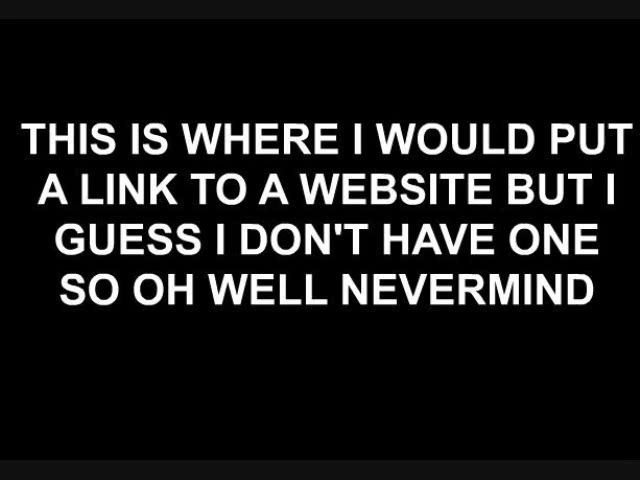 THIS IS WHERE I WOULD PUT
A LINK TO A WEBSITE BUT I
GUESS I DON'T HAVE ONE
SO OH WELL NEVERMIND